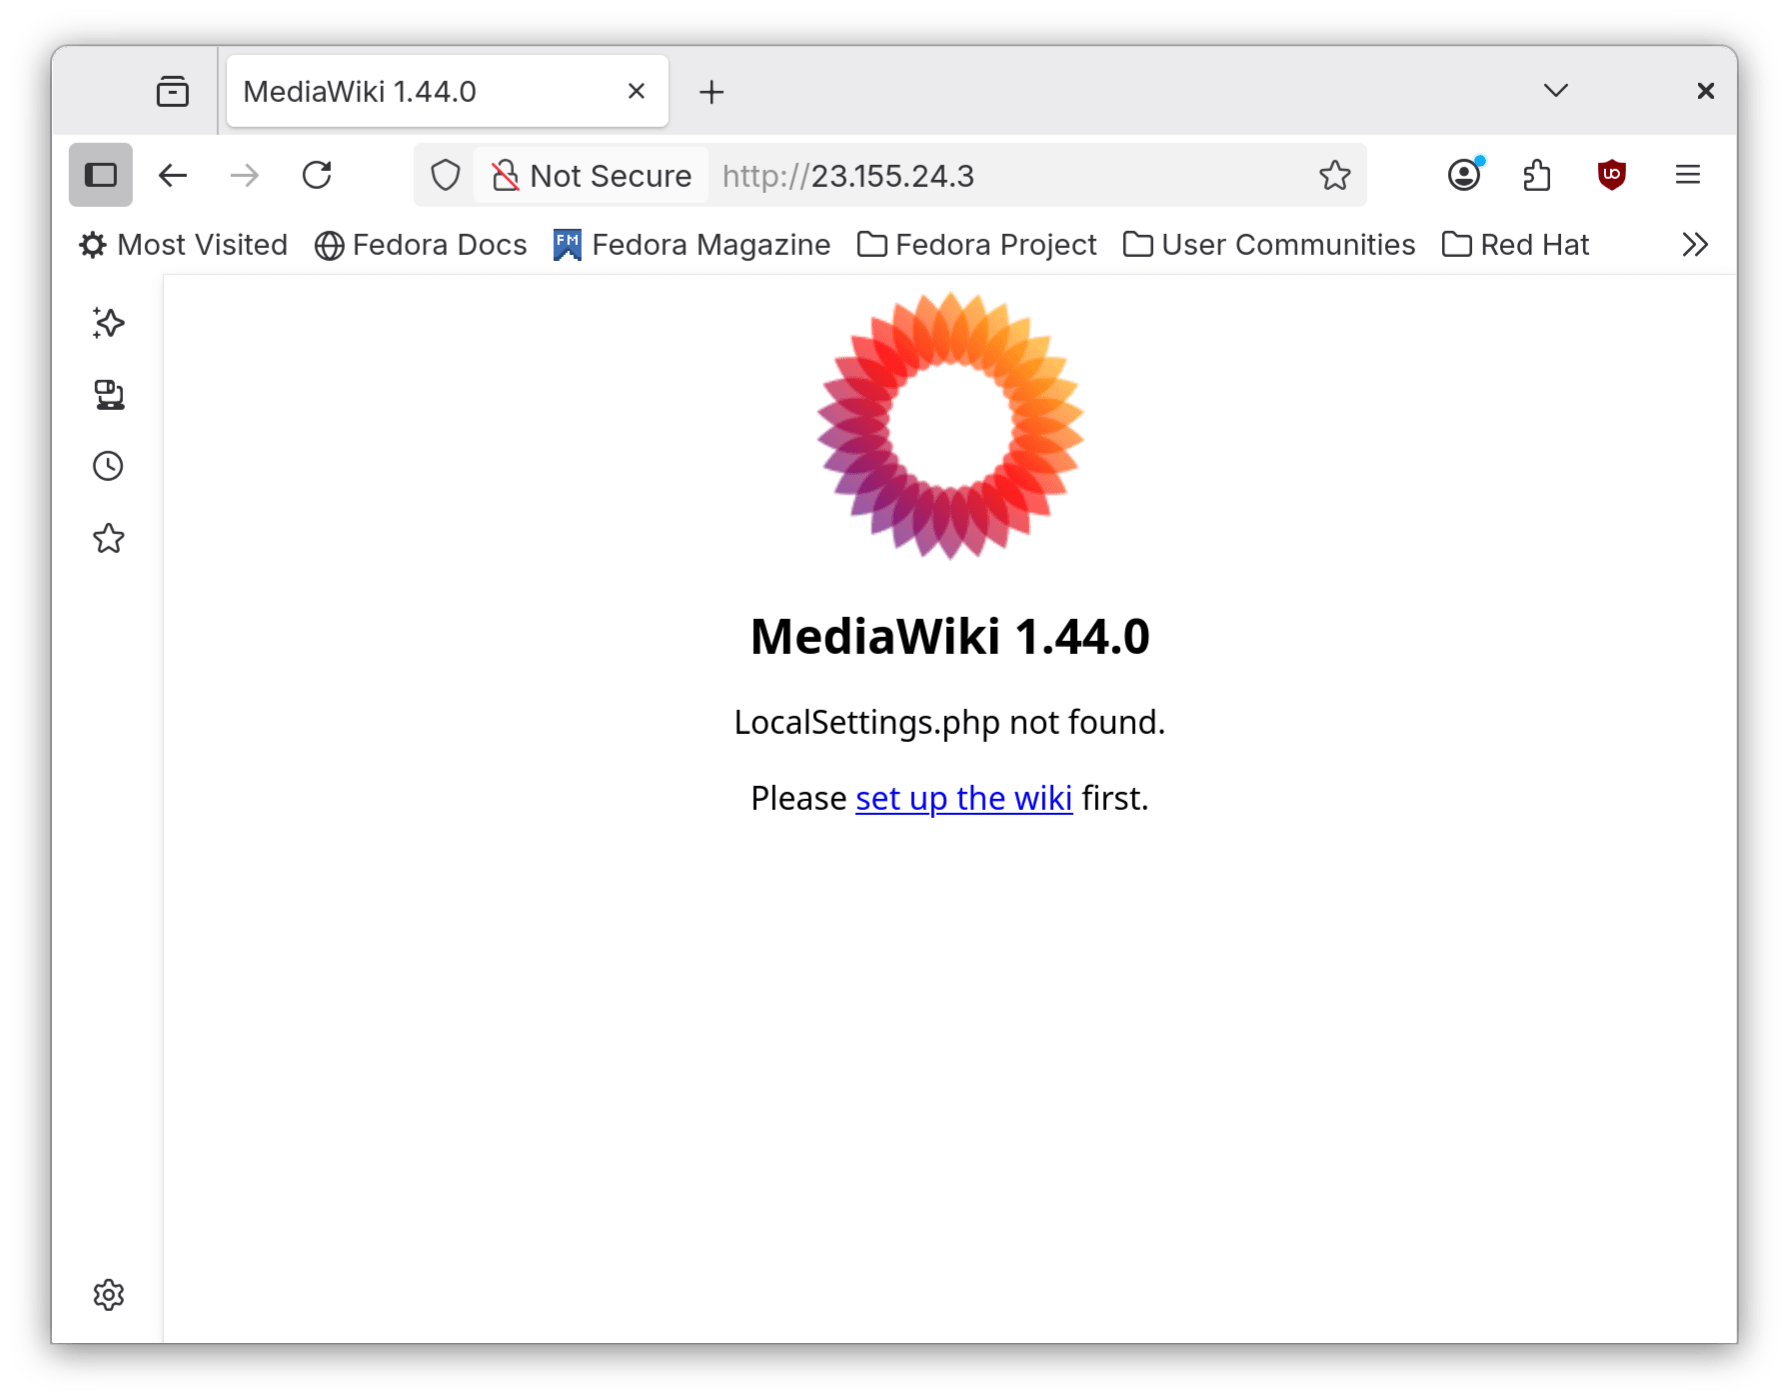 MediaWiki 1.44.0
Not Secure http://23.155.24.3
Most Visited Fedora Docs FM Fedora Magazine Fedora Project User Communities Red Hat
MediaWiki 1.44.0
LocalSettings.php not found.
Please set up the wiki first.